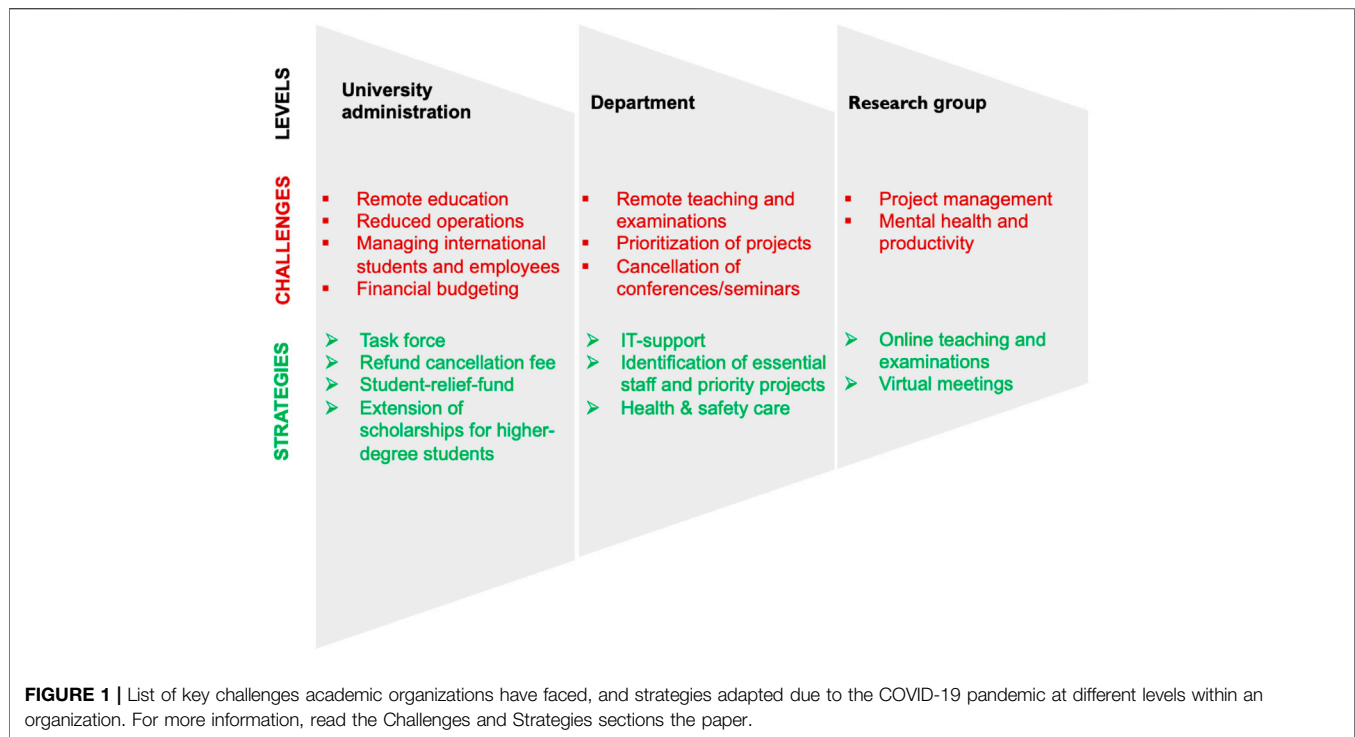 LEVELS
University
administration
Department
Research group
CHALLENGES
▪ Remote education
▪ Reduced operations
▪ Managing international
students and employees
▪ Financial budgeting
▪ Remote teaching and
examinations
▪ Prioritization of projects
▪ Cancellation of
conferences/seminars
▪ Project management
▪ Mental health and
productivity
STRATEGIES
➢ Task force
➢ Refund cancellation fee
➢ Student-relief-fund
➢ Extension of
scholarships for higher-
degree students
➢ IT-support
➢ Identification of essential
staff and priority projects
➢ Health & safety care
➢ Online teaching and
examinations
➢ Virtual meetings
FIGURE 1 | List of key challenges academic organizations have faced, and strategies adapted due to the COVID-19 pandemic at different levels within an
organization. For more information, read the Challenges and Strategies sections the paper.